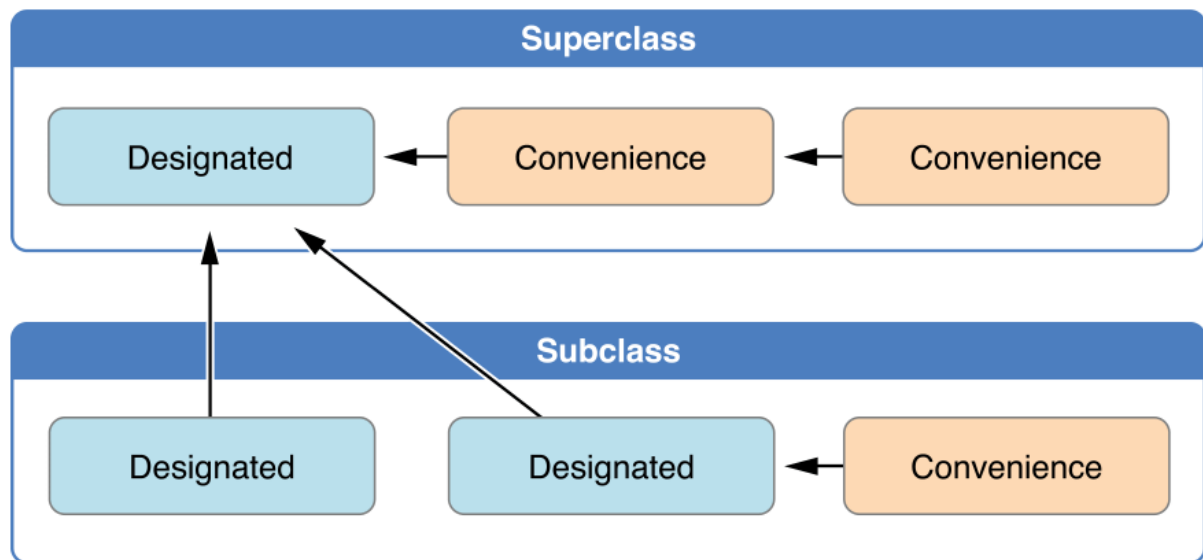 Superclass
Designated
Convenience
Convenience
Subclass
Designated
Designated
Convenience